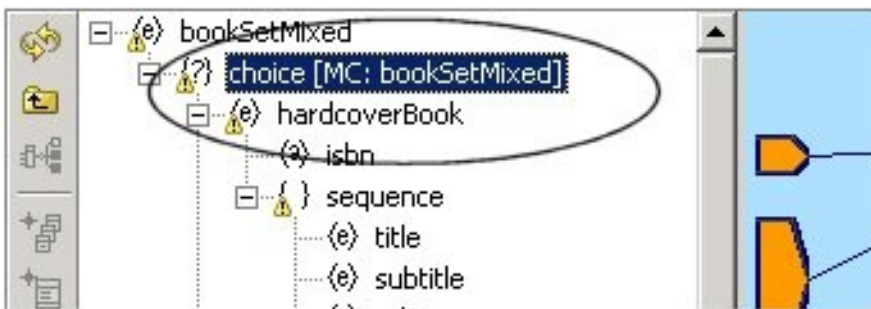 (e) bookSetMixed
{?} choice [MC: bookSetMixed]
(e) hardcoverBook
(a) isbn
{ } sequence
(e) title
(e) subtitle